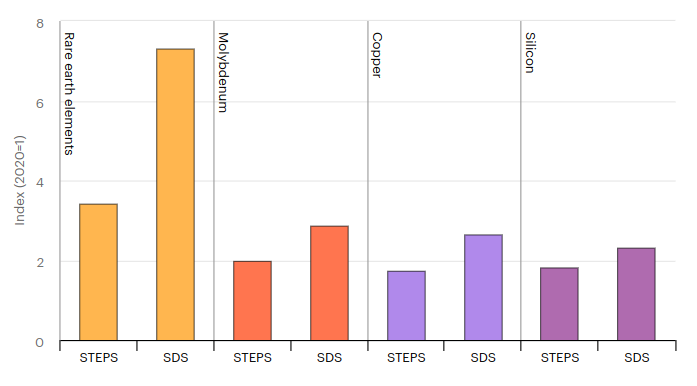 8
6
4
2
0
Index (2020=1)
Rare earth elements
Molybdenum
Copper
Silicon
STEPS SDS STEPS SDS STEPS SDS STEPS SDS